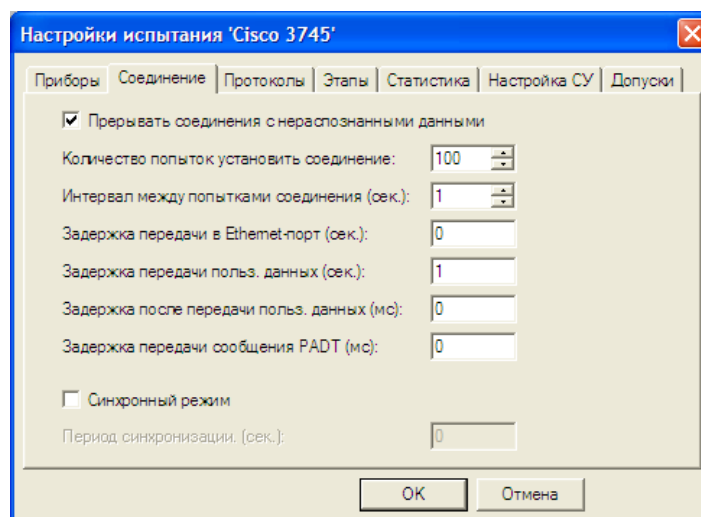 Настройки испытания 'Cisco 3745'
Приборы Соединение Протоколы Этапы Статистика Настройка СУ Допуски
Прерывать соединения с нераспознанными данными
Количество попыток установить соединение: 100
Интервал между попытками соединения (сек.): 1
Задержка передачи в Ethernet-порт (сек.): 0
Задержка передачи польз. данных (сек.): 1
Задержка после передачи польз. данных (мс): 0
Задержка передачи сообщения PADT (мс): 0
Синхронный режим
Период синхронизации. (сек.): 0
OK Отмена